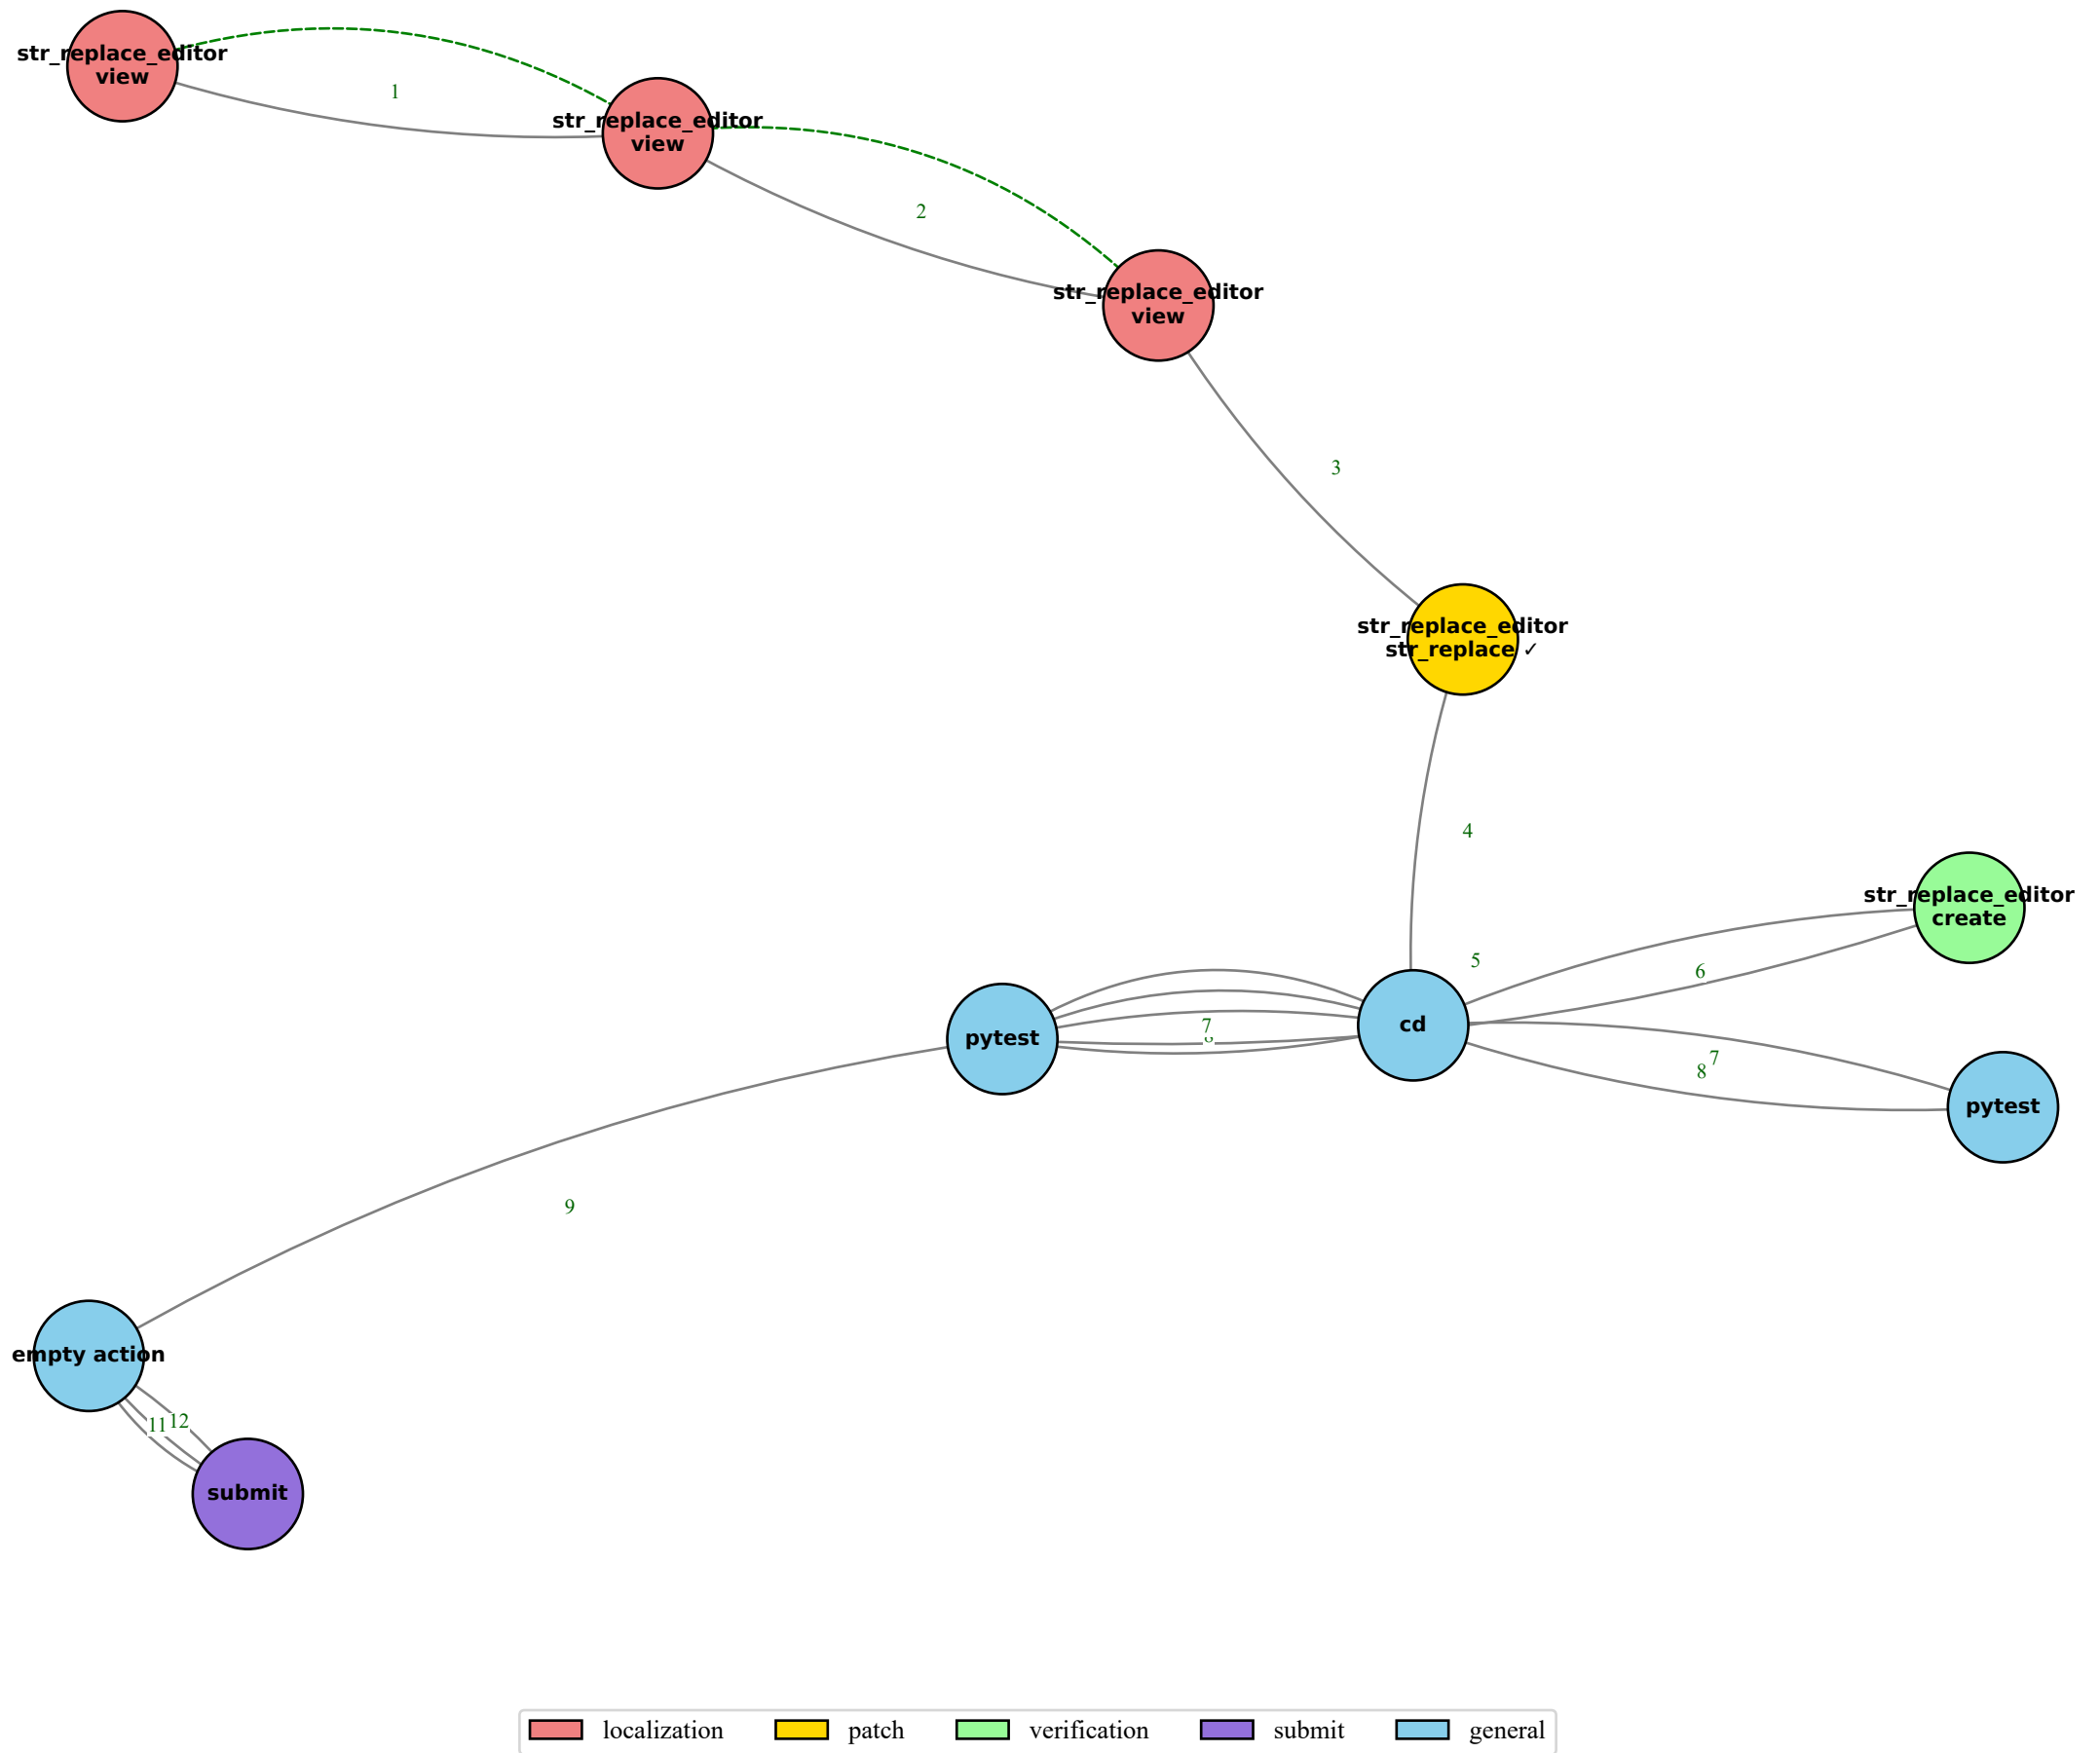 str_replace_editor
view
1
str_replace_editor
view
2
str_replace_editor
view
3
str_replace_editor
str_replace ✓
4
str_replace_editor
create
5
6
pytest
7
cd
7
8
pytest
9
empty action
11
12
submit
localization
patch
verification
submit
general